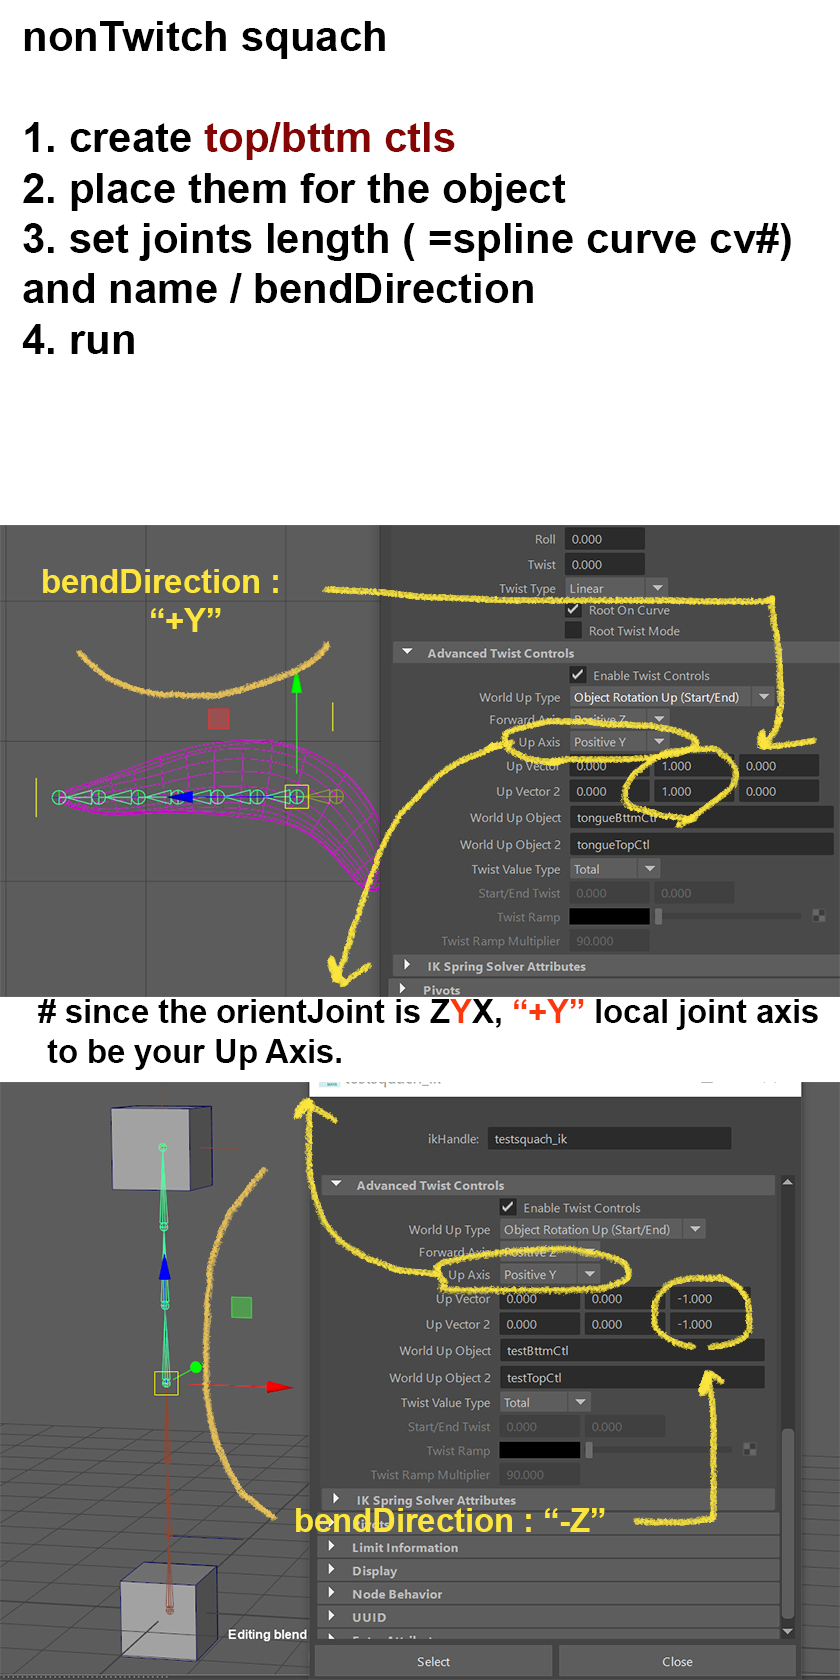 nonTwitch squach
1. create top/bttm ctls
2. place them for the object
3. set joints length ( =spline curve cv#)
and name / bendDirection
4. run
bendDirection :
“+Y”
Roll 0.000
Twist 0.000
Twist Type Linear
Root On Curve
Root Twist Mode
Advanced Twist Controls
Enable Twist Controls
World Up Type Object Rotation Up (Start/End)
Forward Axis Positive Z
Up Axis Positive Y
Up Vector 0.000 1.000 0.000
Up Vector 2 0.000 1.000 0.000
World Up Object tongueBttmCtl
World Up Object 2 tongueTopCtl
Twist Value Type Total
Start/End Twist 0.000 0.000
Twist Ramp
Twist Ramp Multiplier 90.000
IK Spring Solver Attributes
Pivots
# since the orientJoint is ZYX, “+Y” local joint axis
to be your Up Axis.
ikHandle: testsquach_ik
Advanced Twist Controls
Enable Twist Controls
World Up Type Object Rotation Up (Start/End)
Forward Axis Positive Z
Up Axis Positive Y
Up Vector 0.000 0.000 -1.000
Up Vector 2 0.000 0.000 -1.000
World Up Object testBttmCtl
World Up Object 2 testTopCtl
Twist Value Type Total
Start/End Twist 0.000 0.000
Twist Ramp
Twist Ramp Multiplier 90.000
IK Spring Solver Attributes
bendDirection : “-Z”
Limit Information
Display
Node Behavior
UUID
Editing blend
Select Close